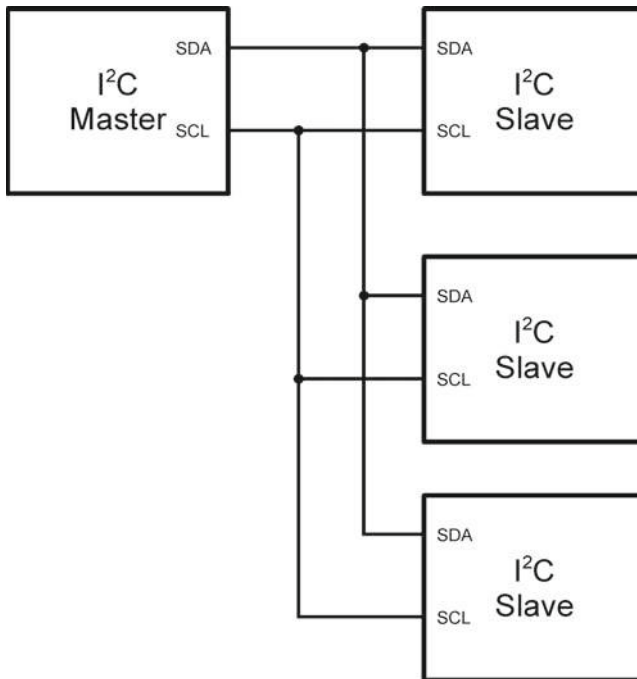 SDA
I²C
Master
SCL
SDA
I²C
Slave
SCL
SDA
I²C
Slave
SCL
SDA
I²C
Slave
SCL